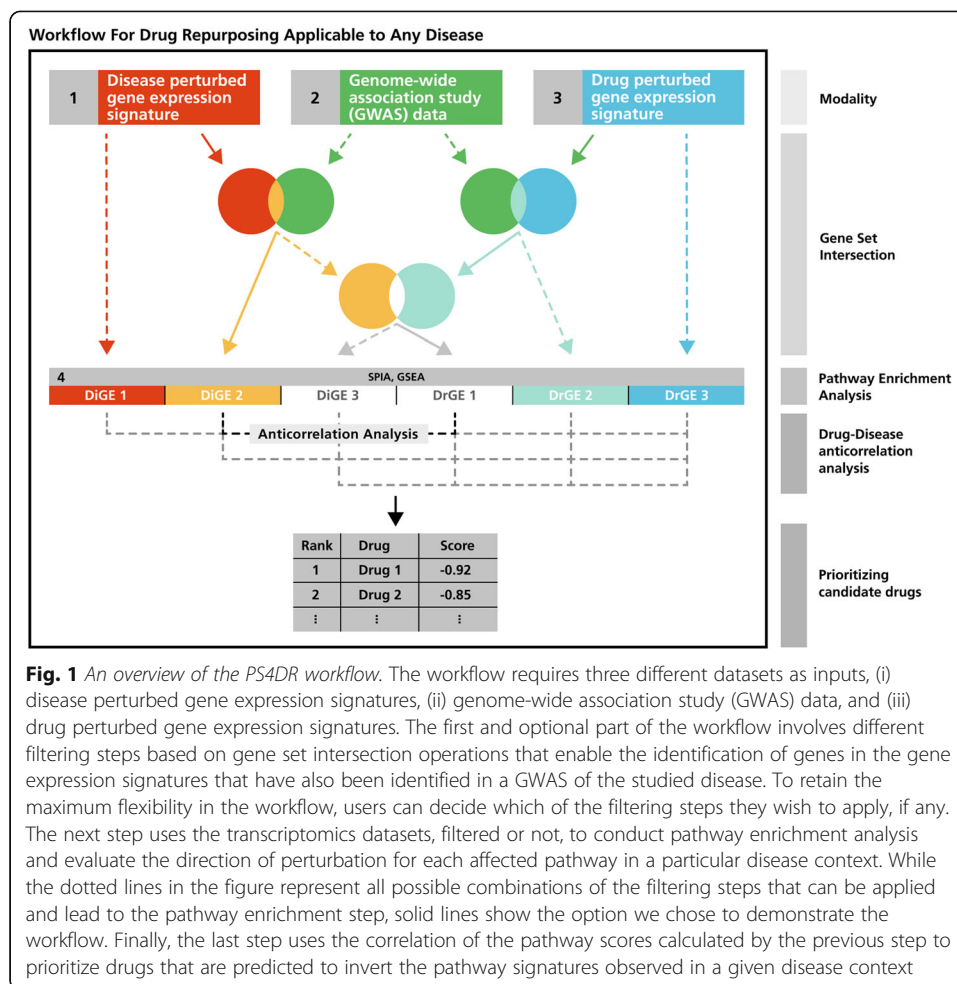 Workflow For Drug Repurposing Applicable to Any Disease
1
Disease perturbed
gene expression
signature
2
Genome-wide
association study
(GWAS) data
3
Drug perturbed
gene expression
signature
Modality
Gene Set
Intersection
4
SPIA, GSEA
DiGE 1
DiGE 2
DiGE 3
DrGE 1
DrGE 2
DrGE 3
Pathway Enrichment
Analysis
Anticorrelation Analysis
Drug-Disease
anticorrelation
analysis
Rank Drug Score
1 Drug 1 -0.92
2 Drug 2 -0.85
⋮ ⋮ ⋮
Prioritizing
candidate drugs
Fig. 1 An overview of the PS4DR workflow. The workflow requires three different datasets as inputs, (i)
disease perturbed gene expression signatures, (ii) genome-wide association study (GWAS) data, and (iii)
drug perturbed gene expression signatures. The first and optional part of the workflow involves different
filtering steps based on gene set intersection operations that enable the identification of genes in the gene
expression signatures that have also been identified in a GWAS of the studied disease. To retain the
maximum flexibility in the workflow, users can decide which of the filtering steps they wish to apply, if any.
The next step uses the transcriptomics datasets, filtered or not, to conduct pathway enrichment analysis
and evaluate the direction of perturbation for each affected pathway in a particular disease context. While
the dotted lines in the figure represent all possible combinations of the filtering steps that can be applied
and lead to the pathway enrichment step, solid lines show the option we chose to demonstrate the
workflow. Finally, the last step uses the correlation of the pathway scores calculated by the previous step to
prioritize drugs that are predicted to invert the pathway signatures observed in a given disease context